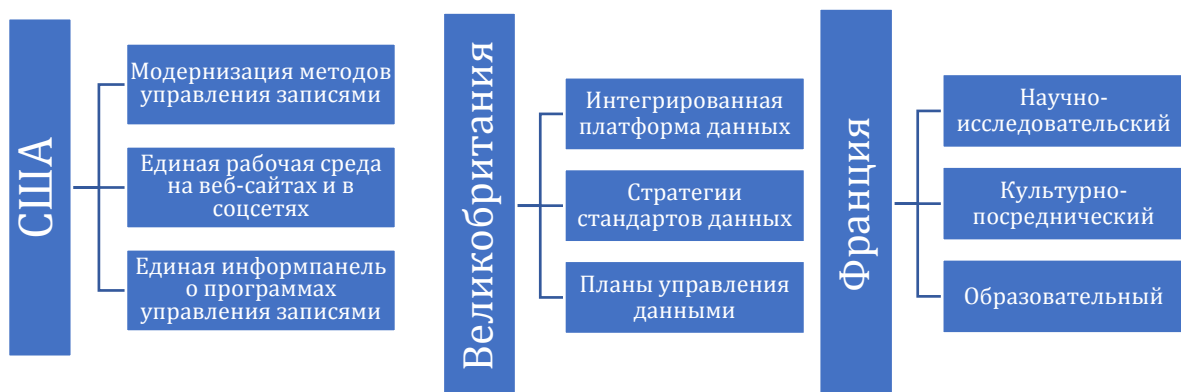 США
Модернизация методов
управления записями
Единая рабочая среда
на веб-сайтах и в
соцсетях
Единая информпанель
о программах
управления записями
Великобритания
Интегрированная
платформа данных
Стратегии
стандартов данных
Планы управления
данными
Франция
Научно-
исследовательский
Культурно-
посреднический
Образовательный